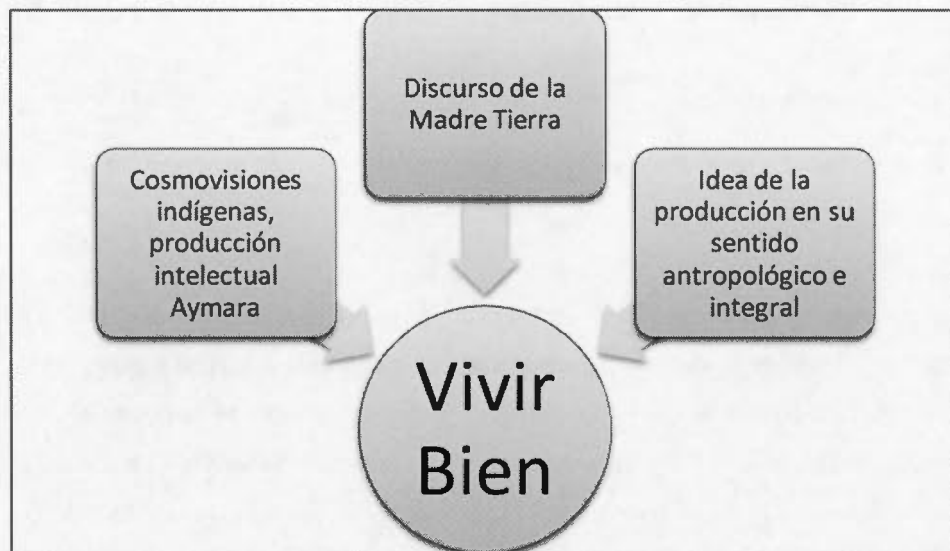 Discurso de la
Madre Tierra
Cosmovisiones
indígenas,
producción
intelectual
Aymara
Idea de la
producción en su
sentido
antropológico e
integral
Vivir
Bien